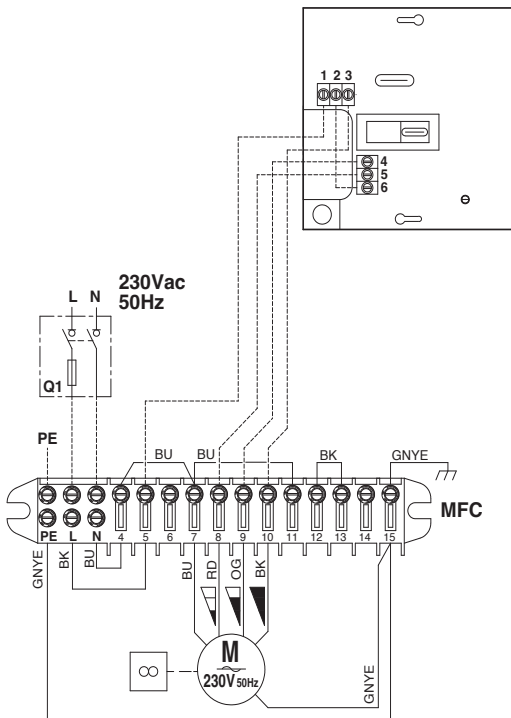 1 2 3
4
5
6
230Vac
50Hz
L N
Q1
PE
BU BU BK GNYE
MFC
PE L N 4 5 6 7 8 9 10 11 12 13 14 15
GNYE BK BU BU RD OG BK GNYE
M
230V 50Hz
8